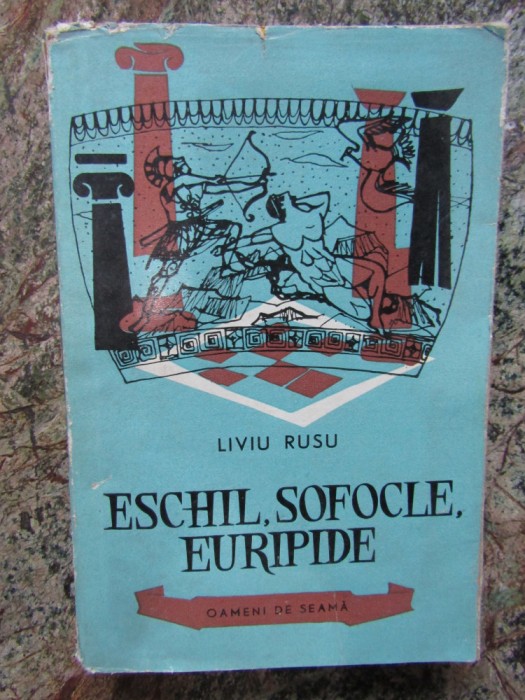 LIVIU RUSU
ESCHIL, SOFOCLE,
EURIPIDE
OAMENI DE SEAMĂ